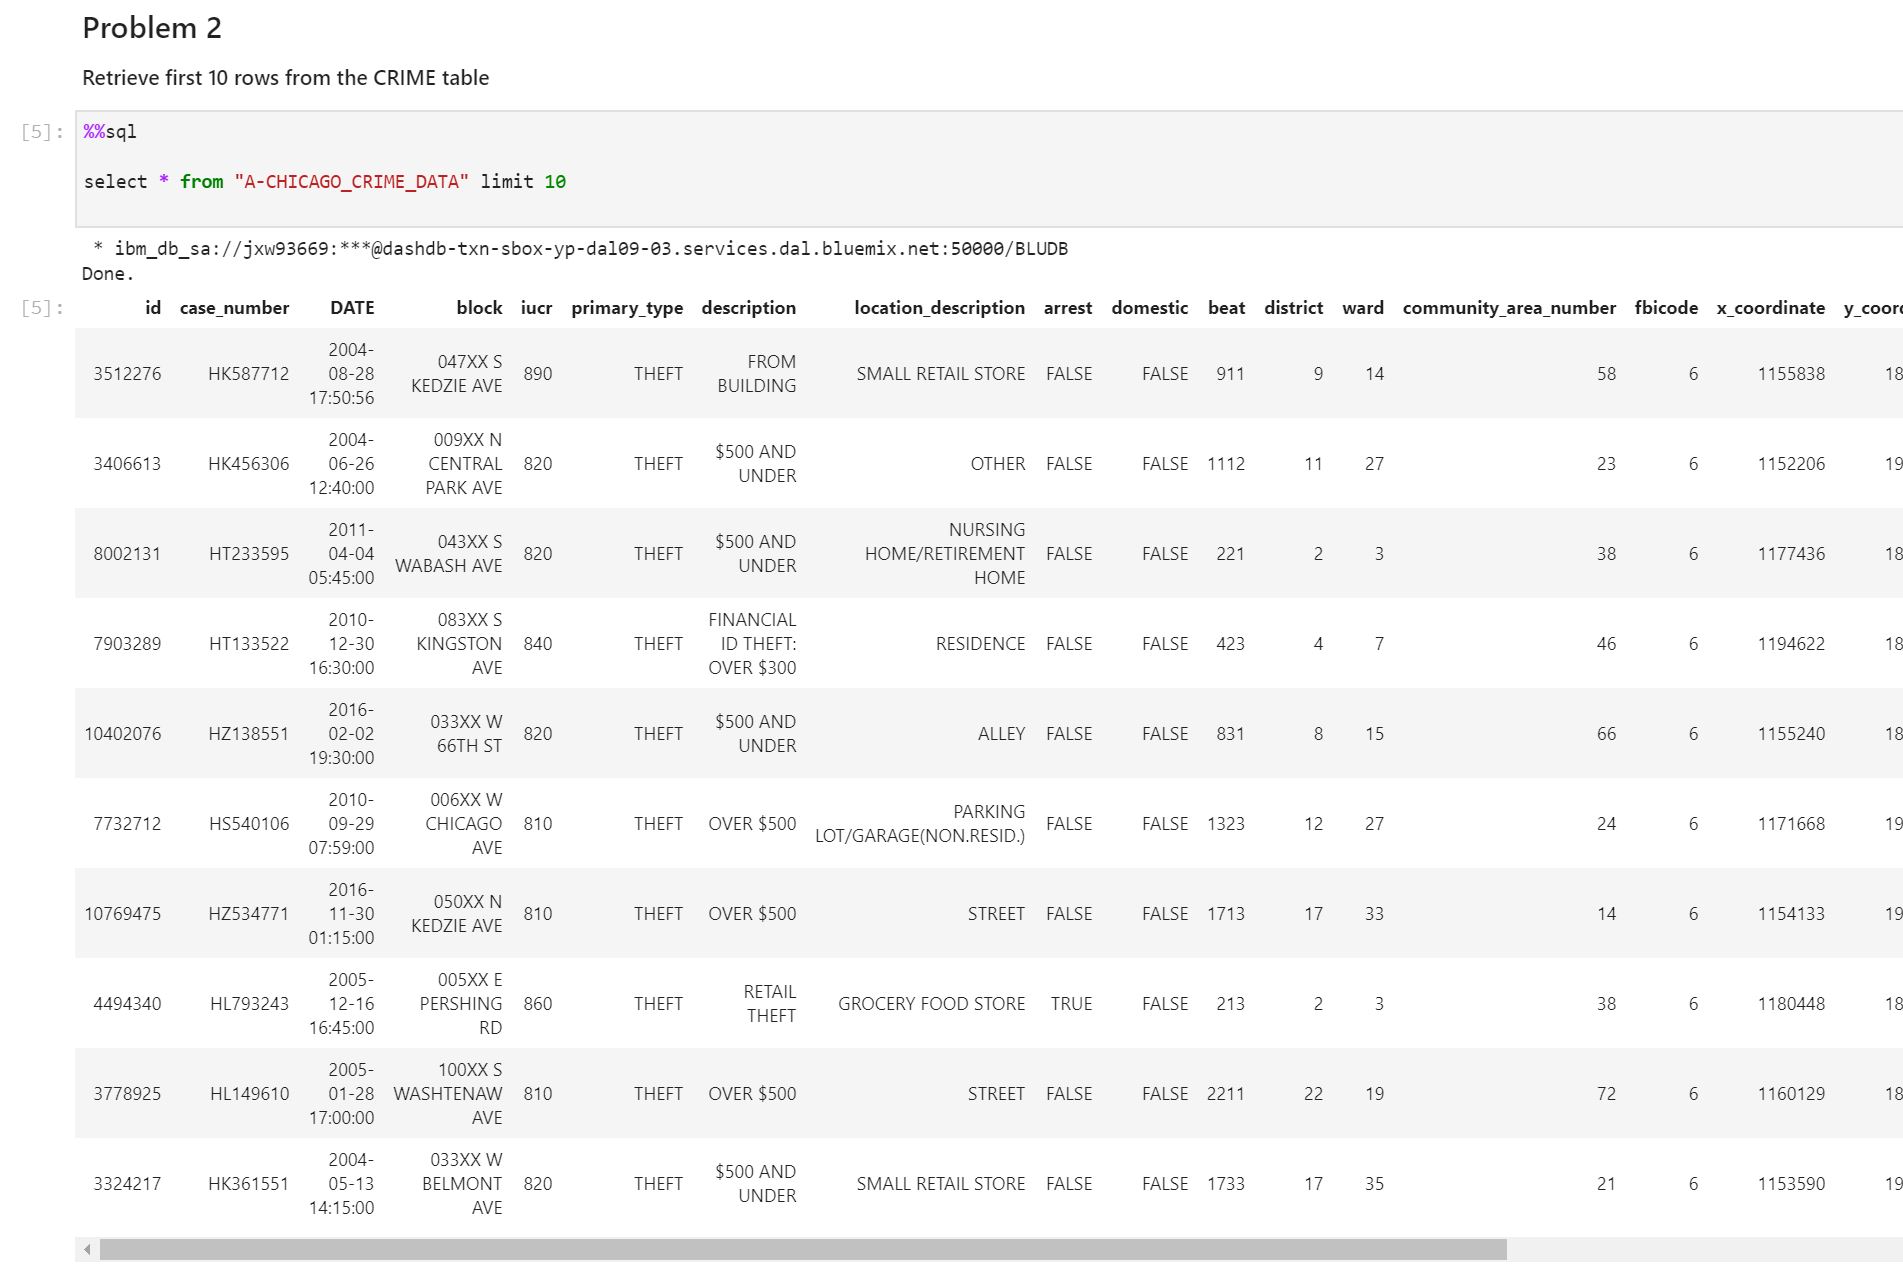 Problem 2
Retrieve first 10 rows from the CRIME table
[5]: %%sql
select * from "A-CHICAGO_CRIME_DATA" limit 10
* ibm_db_sa://jxw93669:***@dashdb-txn-sbox-yp-dal09-03.services.dal.bluemix.net:50000/BLUDB
Done.
[5]: id case_number DATE block iucr primary_type description location_description arrest domestic beat district ward community_area_number fbicode x_coordinate y_coor
3512276 HK587712 2004-08-28 17:50:56 047XX S KEDZIE AVE 890 THEFT FROM BUILDING SMALL RETAIL STORE FALSE FALSE 911 9 14 58 6 1155838 18
3406613 HK456306 2004-06-26 12:40:00 009XX N CENTRAL PARK AVE 820 THEFT $500 AND UNDER OTHER FALSE FALSE 1112 11 27 23 6 1152206 19
8002131 HT233595 2011-04-04 05:45:00 043XX S WABASH AVE 820 THEFT $500 AND UNDER NURSING HOME/RETIREMENT HOME FALSE FALSE 221 2 3 38 6 1177436 18
7903289 HT133522 2010-12-30 16:30:00 083XX S KINGSTON AVE 840 THEFT FINANCIAL ID THEFT: OVER $300 RESIDENCE FALSE FALSE 423 4 7 46 6 1194622 18
10402076 HZ138551 2016-02-02 19:30:00 033XX W 66TH ST 820 THEFT $500 AND UNDER ALLEY FALSE FALSE 831 8 15 66 6 1155240 18
7732712 HS540106 2010-09-29 07:59:00 006XX W CHICAGO AVE 810 THEFT OVER $500 PARKING LOT/GARAGE(NON.RESID.) FALSE FALSE 1323 12 27 24 6 1171668 19
10769475 HZ534771 2016-11-30 01:15:00 050XX N KEDZIE AVE 810 THEFT OVER $500 STREET FALSE FALSE 1713 17 33 14 6 1154133 19
4494340 HL793243 2005-12-16 16:45:00 005XX E PERSHING RD 860 THEFT RETAIL THEFT GROCERY FOOD STORE TRUE FALSE 213 2 3 38 6 1180448 18
3778925 HL149610 2005-01-28 17:00:00 100XX S WASHTENAW AVE 810 THEFT OVER $500 STREET FALSE FALSE 2211 22 19 72 6 1160129 18
3324217 HK361551 2004-05-13 14:15:00 033XX W BELMONT AVE 820 THEFT $500 AND UNDER SMALL RETAIL STORE FALSE FALSE 1733 17 35 21 6 1153590 19